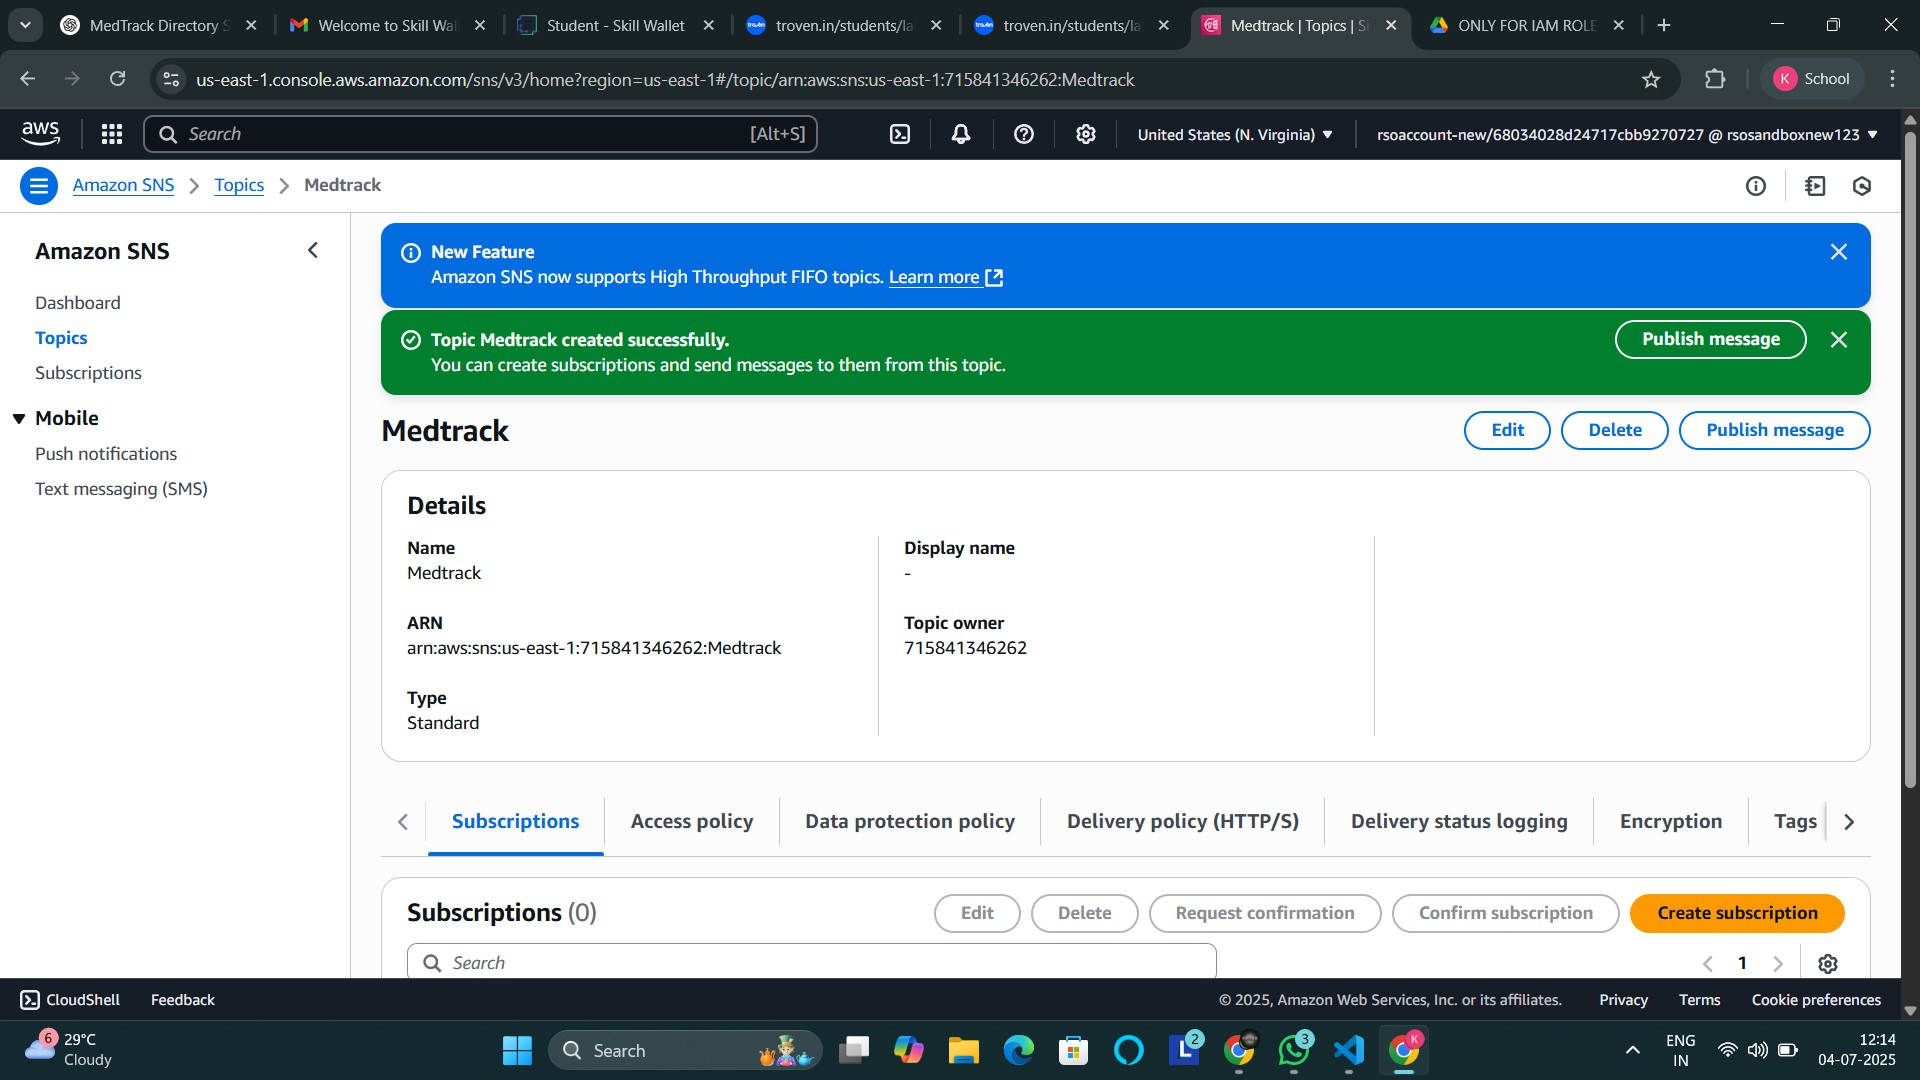 MedTrack Directory S
Welcome to Skill Wal
Student - Skill Wallet
troven.in/students/la
troven.in/students/la
Medtrack | Topics | Si
ONLY FOR IAM ROLE
us-east-1.console.aws.amazon.com/sns/v3/home?region=us-east-1#/topic/arn:aws:sns:us-east-1:715841346262:Medtrack
K School
aws
Search [Alt+S]
United States (N. Virginia)
rsoaccount-new/68034028d24717cbb9270727 @ rsosandboxnew123
Amazon SNS
Topics
Medtrack
Amazon SNS
Dashboard
Topics
Subscriptions
Mobile
Push notifications
Text messaging (SMS)
New Feature
Amazon SNS now supports High Throughput FIFO topics. Learn more
Topic Medtrack created successfully.
You can create subscriptions and send messages to them from this topic.
Publish message
Medtrack
Edit
Delete
Publish message
Details
Name
Medtrack
ARN
arn:aws:sns:us-east-1:715841346262:Medtrack
Type
Standard
Display name
-
Topic owner
715841346262
Subscriptions
Access policy
Data protection policy
Delivery policy (HTTP/S)
Delivery status logging
Encryption
Tags
Subscriptions (0)
Edit
Delete
Request confirmation
Confirm subscription
Create subscription
Search
1
CloudShell
Feedback
© 2025, Amazon Web Services, Inc. or its affiliates.
Privacy
Terms
Cookie preferences
6
29°C
Cloudy
Search
L
2
3
K
ENG
IN
12:14
04-07-2025